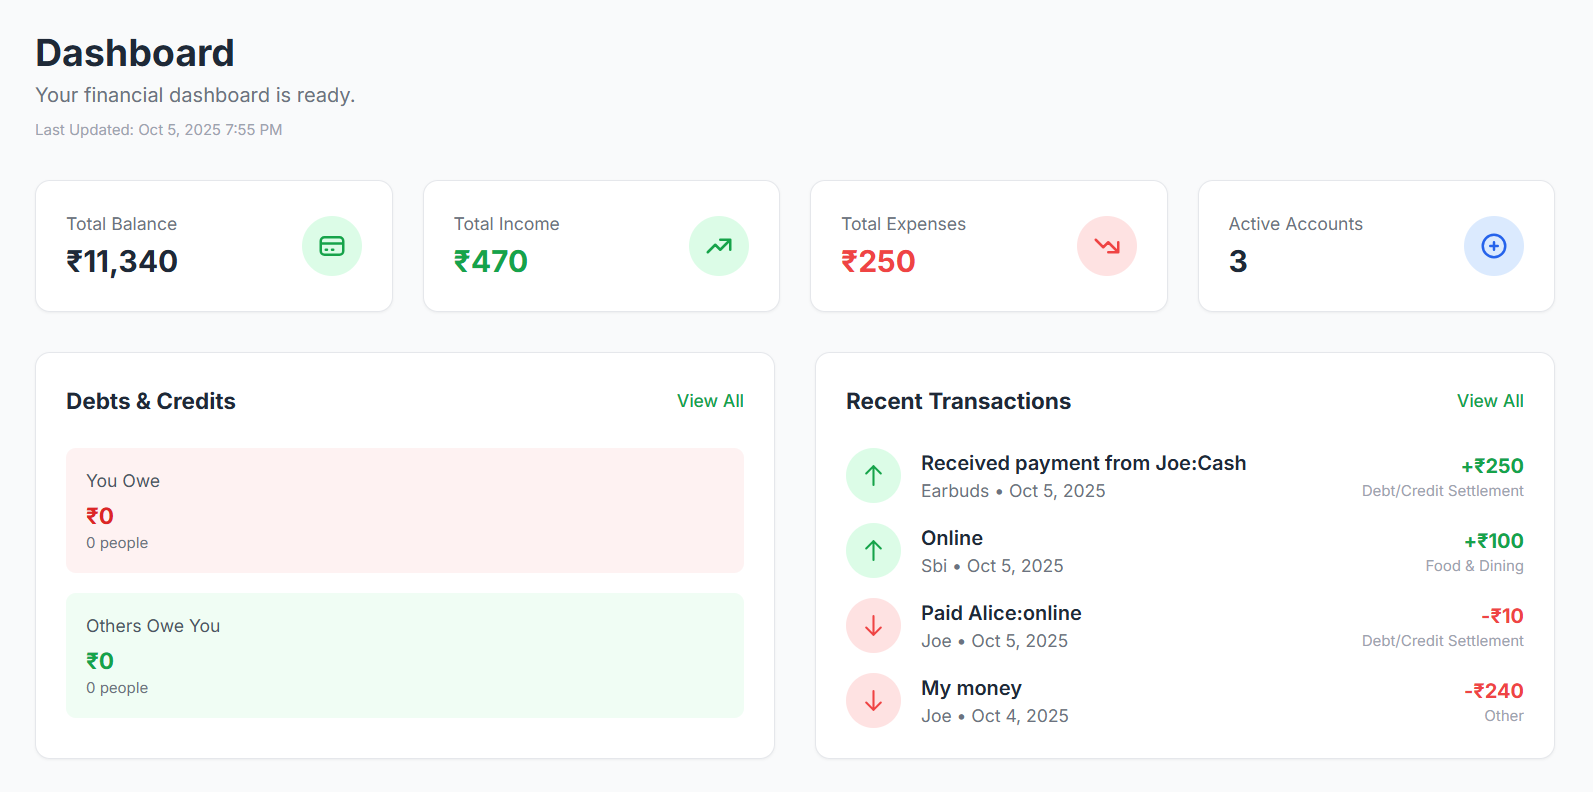 Dashboard
Your financial dashboard is ready.
Last Updated: Oct 5, 2025 7:55 PM
Total Balance
₹11,340
Total Income
₹470
Total Expenses
₹250
Active Accounts
3
Debts & Credits
View All
You Owe
₹0
0 people
Others Owe You
₹0
0 people
Recent Transactions
View All
Received payment from Joe:Cash
+₹250
Earbuds • Oct 5, 2025
Debt/Credit Settlement
Online
+₹100
Sbi • Oct 5, 2025
Food & Dining
Paid Alice:online
-₹10
Joe • Oct 5, 2025
Debt/Credit Settlement
My money
-₹240
Joe • Oct 4, 2025
Other